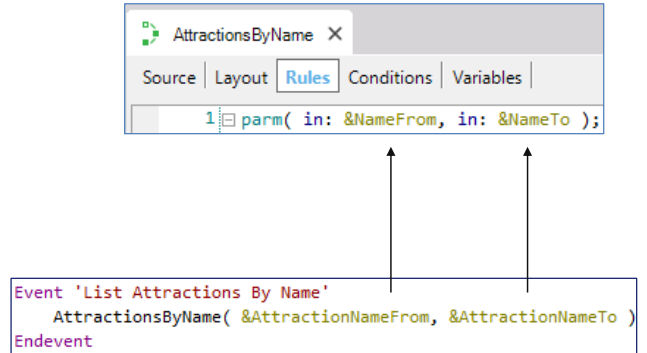 AttractionsByName X
Source | Layout | Rules | Conditions | Variables |
1 parm( in: &NameFrom, in: &NameTo );
Event 'List Attractions By Name'
AttractionsByName( &AttractionNameFrom, &AttractionNameTo )
Endevent